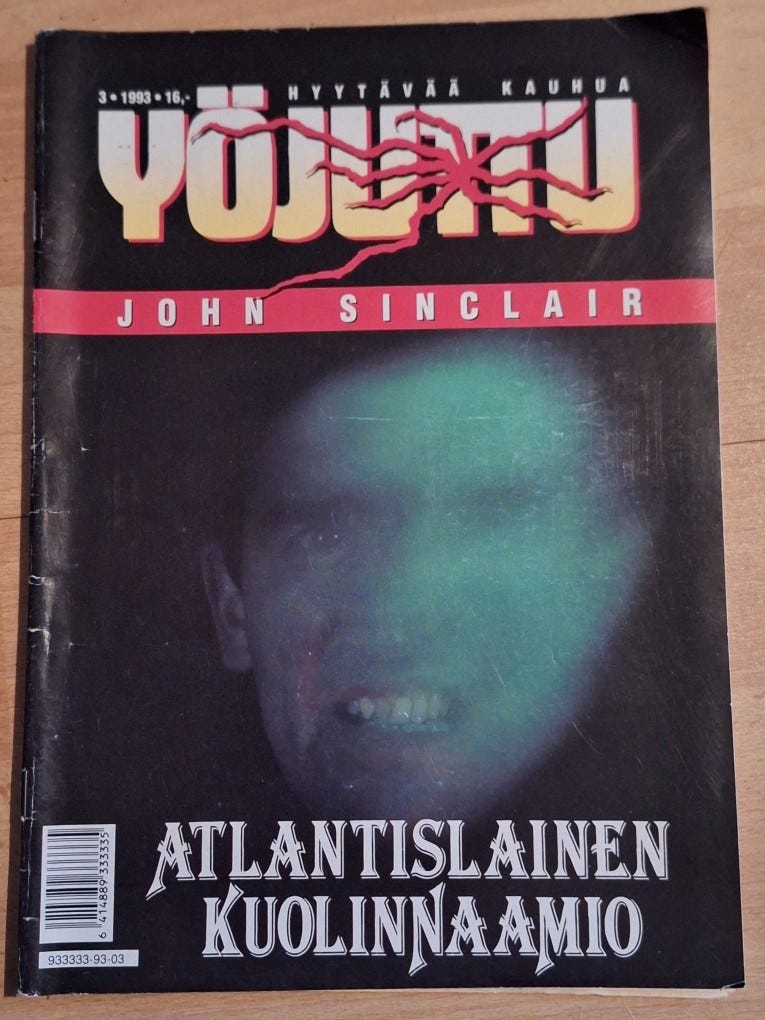 3 • 1993 • 16,- HYYTÄVÄÄ KAUHUA
YÖJUTTU
JOHN SINCLAIR
ATLANTISLAINEN
KUOLINNAAMIO
6 414889 333335
933333-93-03